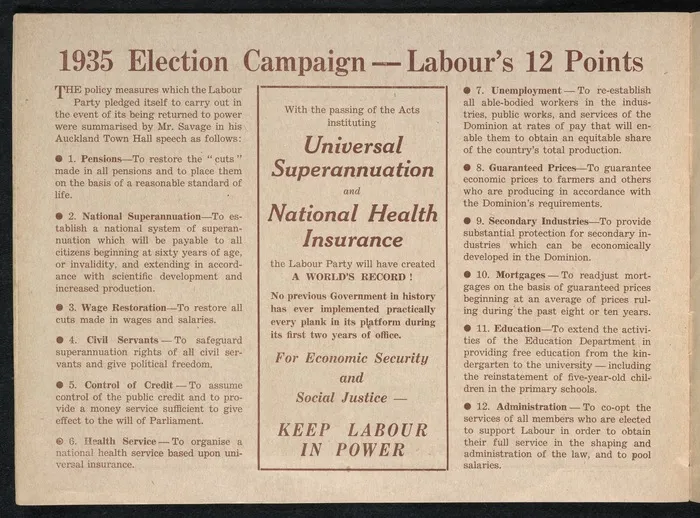 1935 Election Campaign — Labour's 12 Points
THE policy measures which the Labour
Party pledged itself to carry out in
the event of its being returned to power
were summarised by Mr. Savage in his
Auckland Town Hall speech as follows:
● 1. Pensions—To restore the "cuts"
made in all pensions and to place them
on the basis of a reasonable standard of
life.
● 2. National Superannuation—To es-
tablish a national system of superan-
nuation which will be payable to all
citizens beginning at sixty years of age,
or invalidity, and extending in accord-
ance with scientific development and
increased production.
● 3. Wage Restoration—To restore all
cuts made in wages and salaries.
● 4. Civil Servants — To safeguard
superannuation rights of all civil ser-
vants and give political freedom.
● 5. Control of Credit — To assume
control of the public credit and to pro-
vide a money service sufficient to give
effect to the will of Parliament.
● 6. Health Service — To organise a
national health service based upon uni-
versal insurance.
With the passing of the Acts
instituting
Universal
Superannuation
and
National Health
Insurance
the Labour Party will have created
A WORLD'S RECORD !
No previous Government in history
has ever implemented practically
every plank in its platform during
its first two years of office.
For Economic Security
and
Social Justice —
KEEP LABOUR
IN POWER
● 7. Unemployment — To re-establish
all able-bodied workers in the indus-
tries, public works, and services of the
Dominion at rates of pay that will en-
able them to obtain an equitable share
of the country's total production.
● 8. Guaranteed Prices—To guarantee
economic prices to farmers and others
who are producing in accordance with
the Dominion's requirements.
● 9. Secondary Industries—To provide
substantial protection for secondary in-
dustries which can be economically
developed in the Dominion.
● 10. Mortgages — To readjust mort-
gages on the basis of guaranteed prices
beginning at an average of prices rul-
ing during the past eight or ten years.
● 11. Education—To extend the activi-
ties of the Education Department in
providing free education from the kin-
dergarten to the university — including
the reinstatement of five-year-old chil-
dren in the primary schools.
● 12. Administration — To co-opt the
services of all members who are elected
to support Labour in order to obtain
their full service in the shaping and
administration of the law, and to pool
salaries.